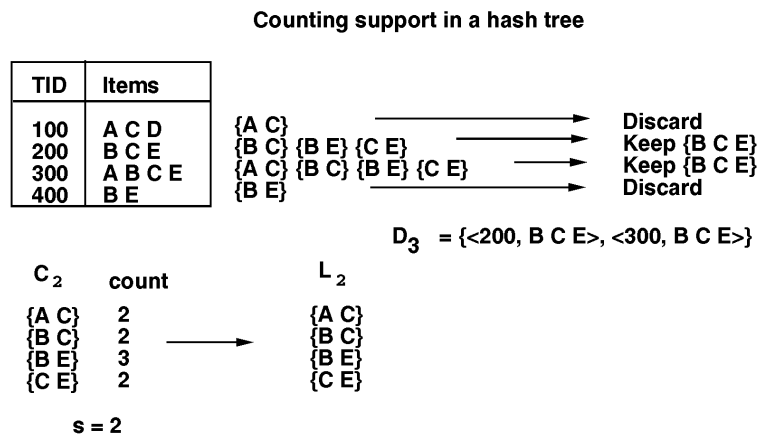 Counting support in a hash tree
TID Items
100 A C D {A C} Discard
200 B C E {B C} {B E} {C E} Keep {B C E}
300 A B C E {A C} {B C} {B E} {C E} Keep {B C E}
400 B E {B E} Discard
D3 = {<200, B C E>, <300, B C E>}
C2 count L2
{A C} 2 {A C}
{B C} 2 {B C}
{B E} 3 {B E}
{C E} 2 {C E}
s = 2